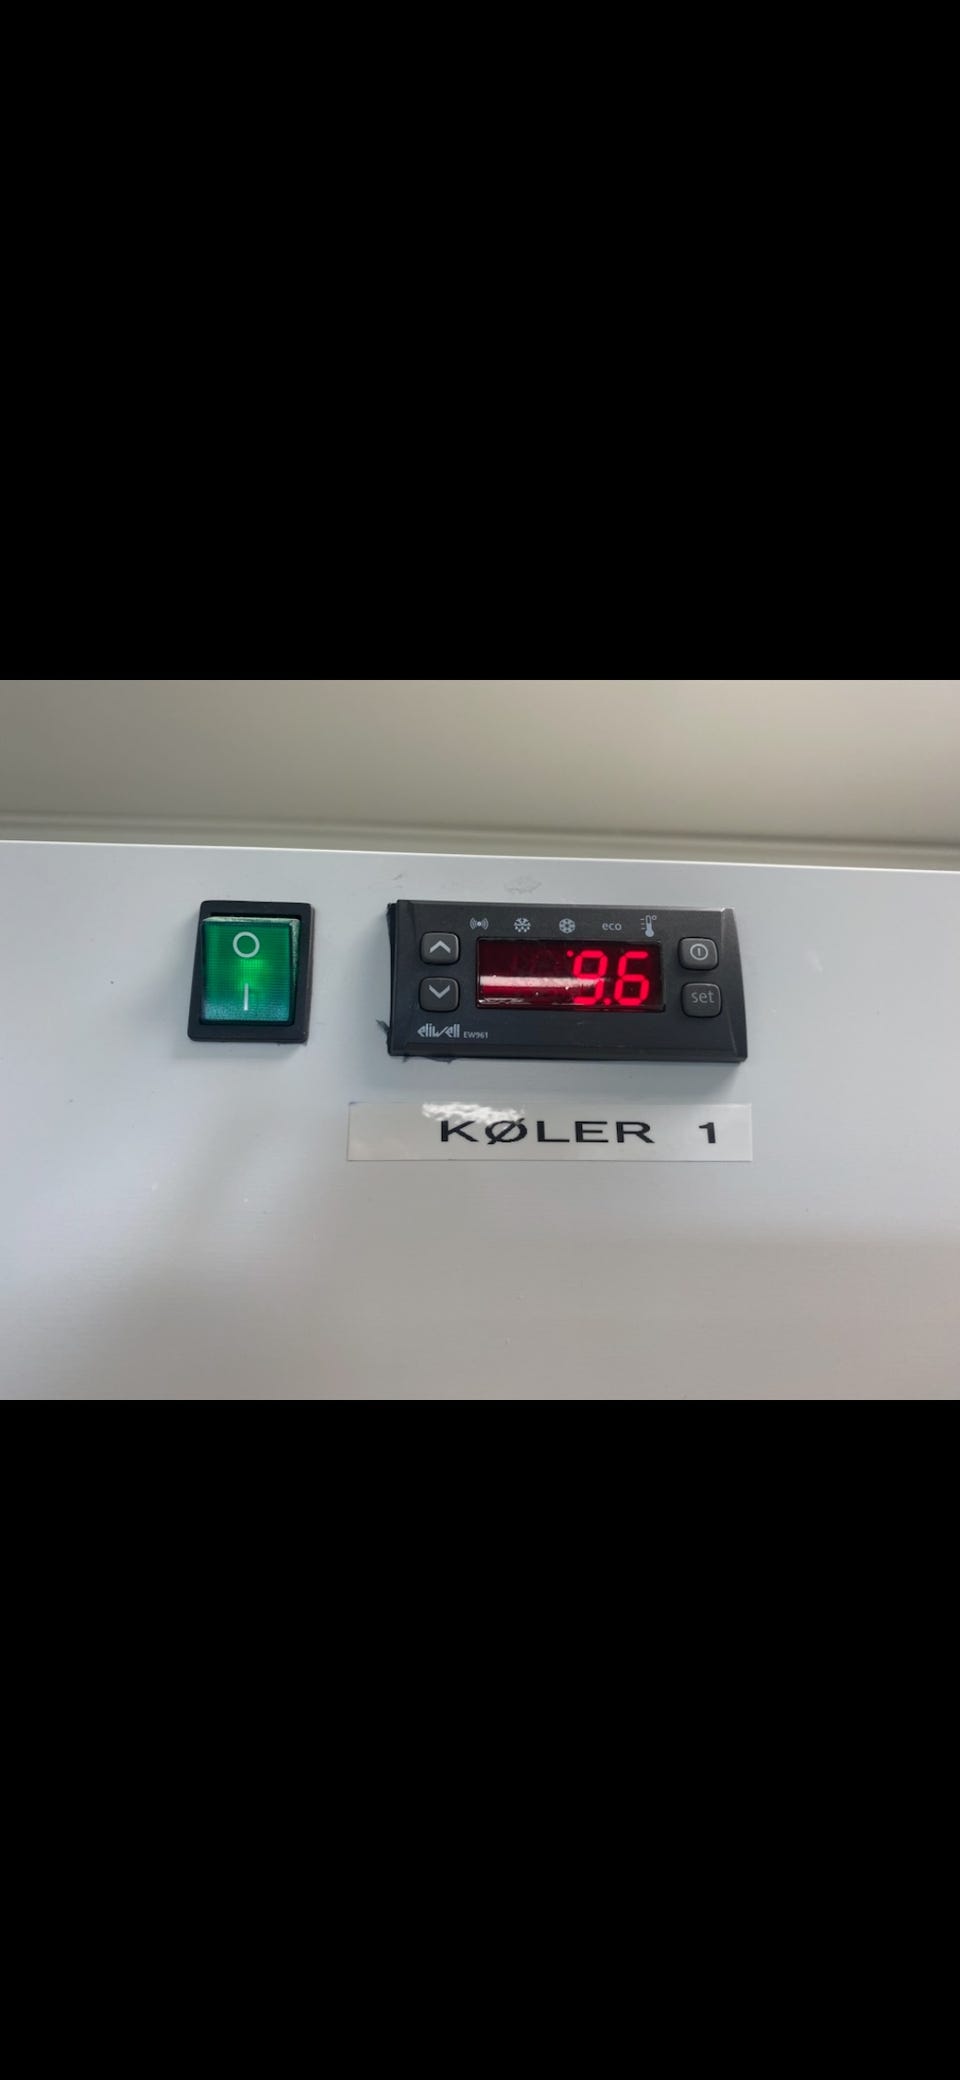 O
I
eco
9.6
set
eliwell EW961
KØLER 1